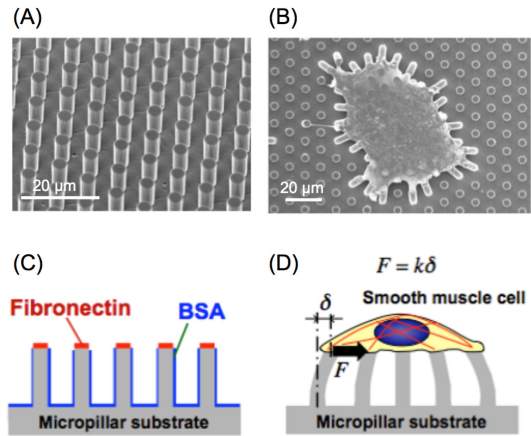 (A)
(B)
20 μm
20 μm
(C)
(D)
Fibronectin
BSA
Micropillar substrate
F = kδ
δ
Smooth muscle cell
F
Micropillar substrate